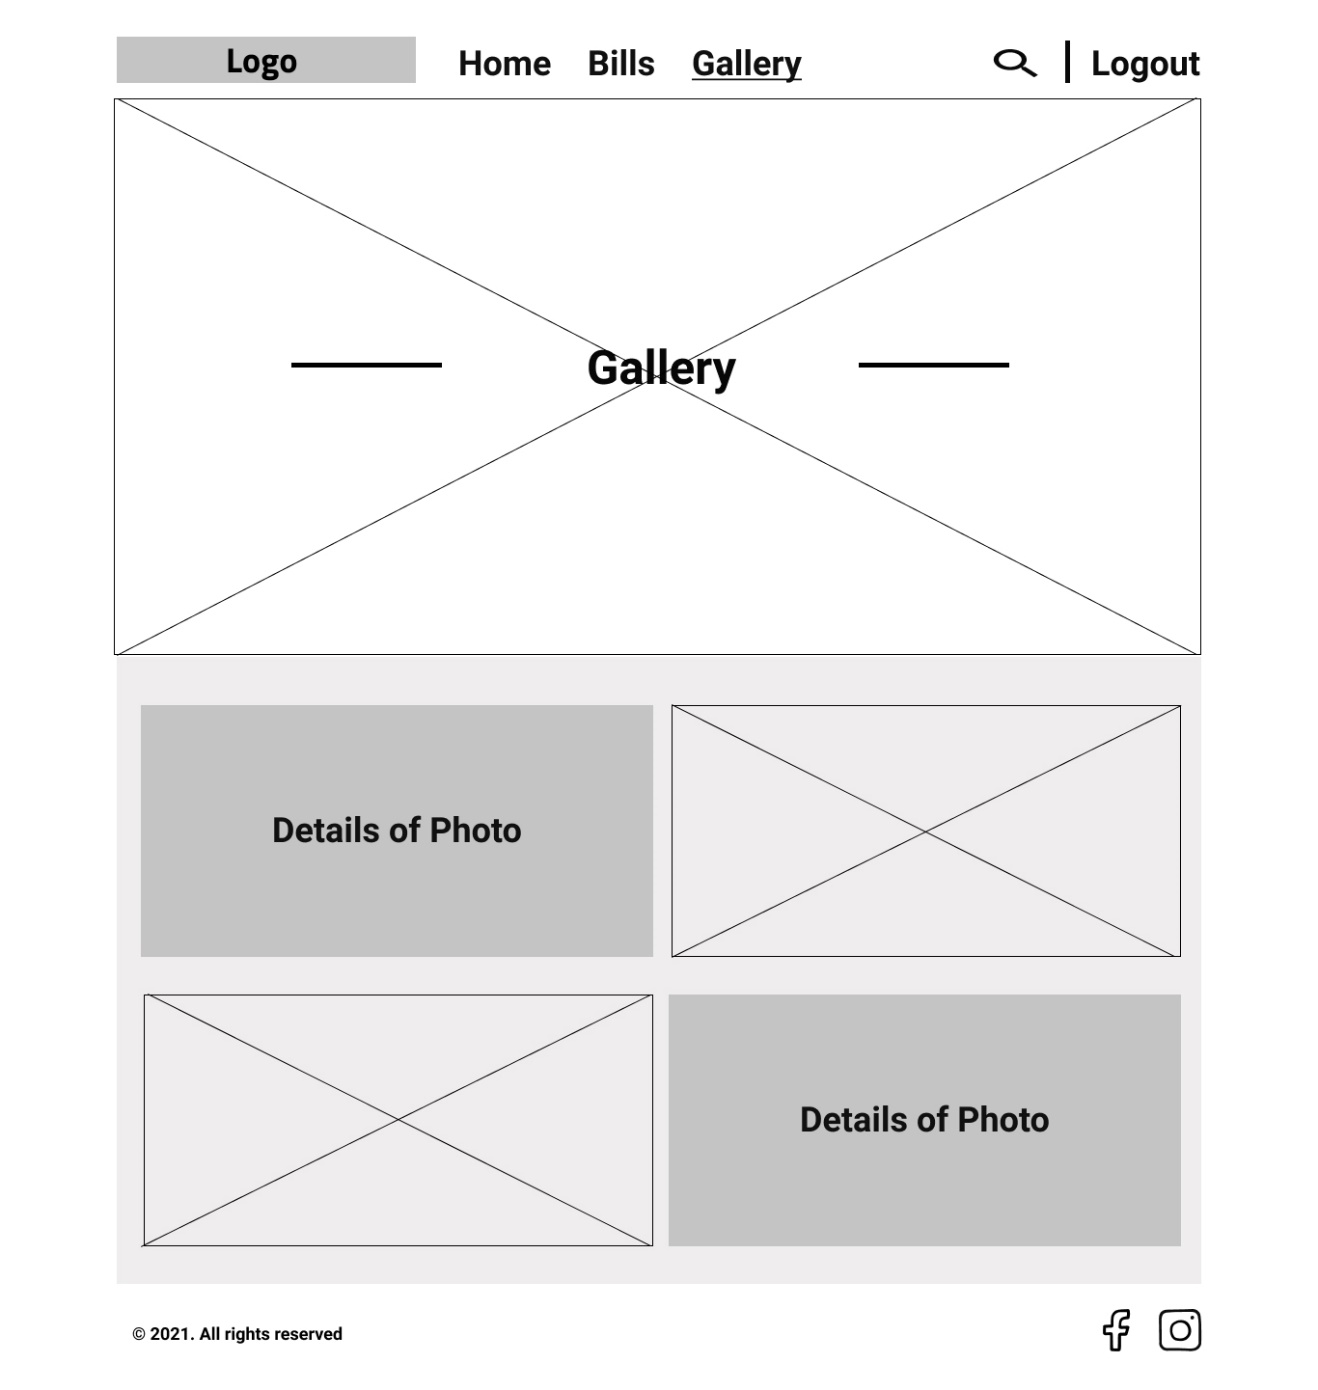 Logo Home Bills Gallery Logout
Gallery
Details of Photo
Details of Photo
© 2021. All rights reserved